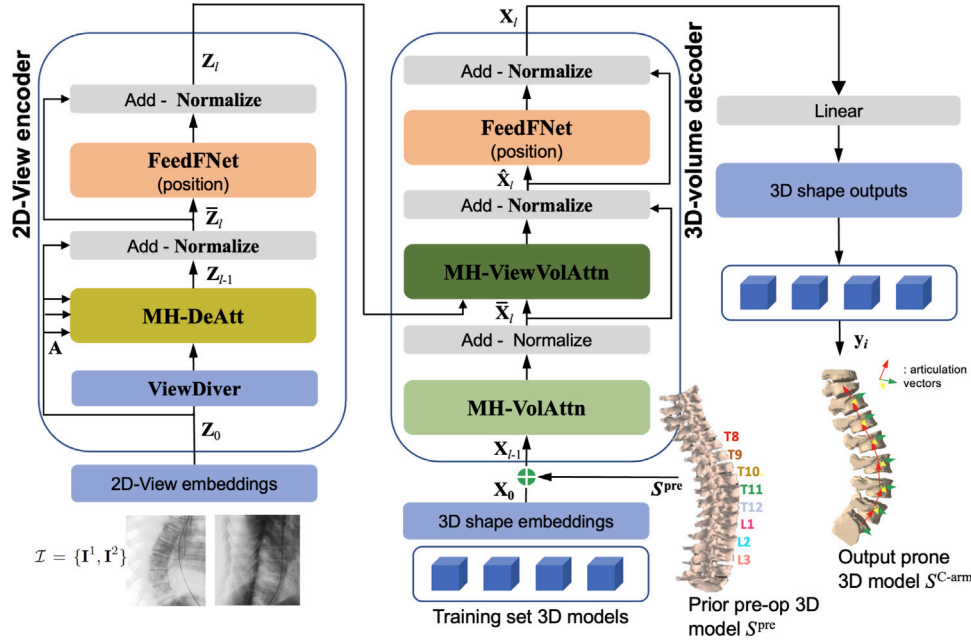 2D-View encoder
Z_l
Add - Normalize
FeedFNet
(position)
Z̅_l
Add - Normalize
Z_{l-1}
MH-DeAtt
A
ViewDiver
Z_0
2D-View embeddings
ℐ = {I^1, I^2}
3D-volume decoder
X_l
Add - Normalize
FeedFNet
(position)
X̂_l
Add - Normalize
MH-ViewVolAttn
X̅_l
Add - Normalize
MH-VolAttn
X_{l-1}
X_0
S^pre
3D shape embeddings
Training set 3D models
T8
T9
T10
T11
T12
L1
L2
L3
Prior pre-op 3D
model S^pre
Linear
3D shape outputs
y_i
: articulation
vectors
Output prone
3D model S^C-arm